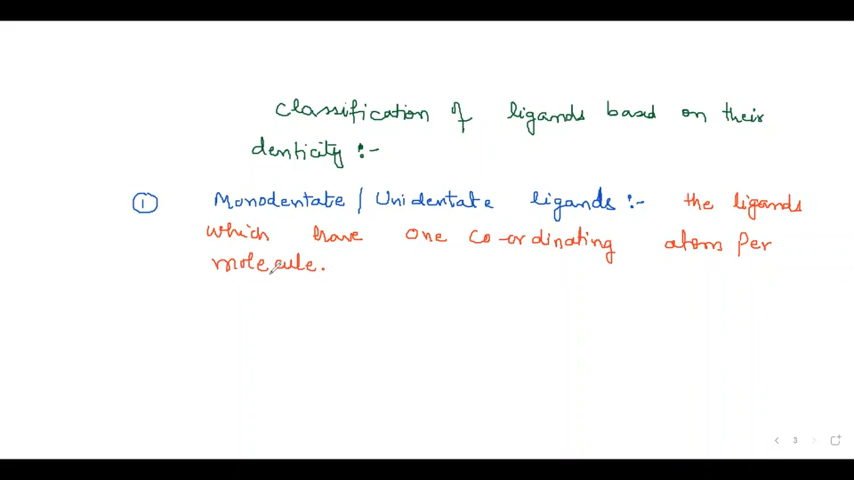 Classification of ligands based on their
denticity :-
① Monodentate / Unidentate ligands :- the ligands
which have one co-ordinating atom per
molecule.
3